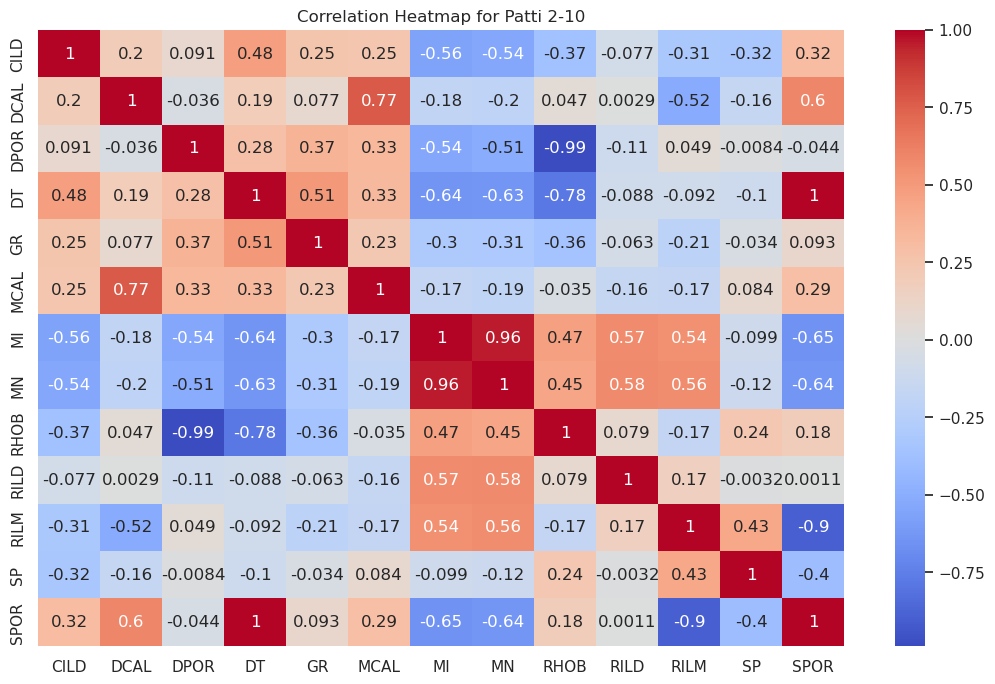 Correlation Heatmap for Patti 2-10
CILD 1 0.2 0.091 0.48 0.25 0.25 -0.56 -0.54 -0.37 -0.077 -0.31 -0.32 0.32
DCAL 0.2 1 -0.036 0.19 0.077 0.77 -0.18 -0.2 0.047 0.0029 -0.52 -0.16 0.6
DPOR 0.091 -0.036 1 0.28 0.37 0.33 -0.54 -0.51 -0.99 -0.11 0.049 -0.0084 -0.044
DT 0.48 0.19 0.28 1 0.51 0.33 -0.64 -0.63 -0.78 -0.088 -0.092 -0.1 1
GR 0.25 0.077 0.37 0.51 1 0.23 -0.3 -0.31 -0.36 -0.063 -0.21 -0.034 0.093
MCAL 0.25 0.77 0.33 0.33 0.23 1 -0.17 -0.19 -0.035 -0.16 -0.17 0.084 0.29
MI -0.56 -0.18 -0.54 -0.64 -0.3 -0.17 1 0.96 0.47 0.57 0.54 -0.099 -0.65
MN -0.54 -0.2 -0.51 -0.63 -0.31 -0.19 0.96 1 0.45 0.58 0.56 -0.12 -0.64
RHOB -0.37 0.047 -0.99 -0.78 -0.36 -0.035 0.47 0.45 1 0.079 -0.17 0.24 0.18
RILD -0.077 0.0029 -0.11 -0.088 -0.063 -0.16 0.57 0.58 0.079 1 0.17 -0.0032 0.0011
RILM -0.31 -0.52 0.049 -0.092 -0.21 -0.17 0.54 0.56 -0.17 0.17 1 0.43 -0.9
SP -0.32 -0.16 -0.0084 -0.1 -0.034 0.084 -0.099 -0.12 0.24 -0.0032 0.43 1 -0.4
SPOR 0.32 0.6 -0.044 1 0.093 0.29 -0.65 -0.64 0.18 0.0011 -0.9 -0.4 1
CILD DCAL DPOR DT GR MCAL MI MN RHOB RILD RILM SP SPOR
1.00
0.75
0.50
0.25
0.00
-0.25
-0.50
-0.75